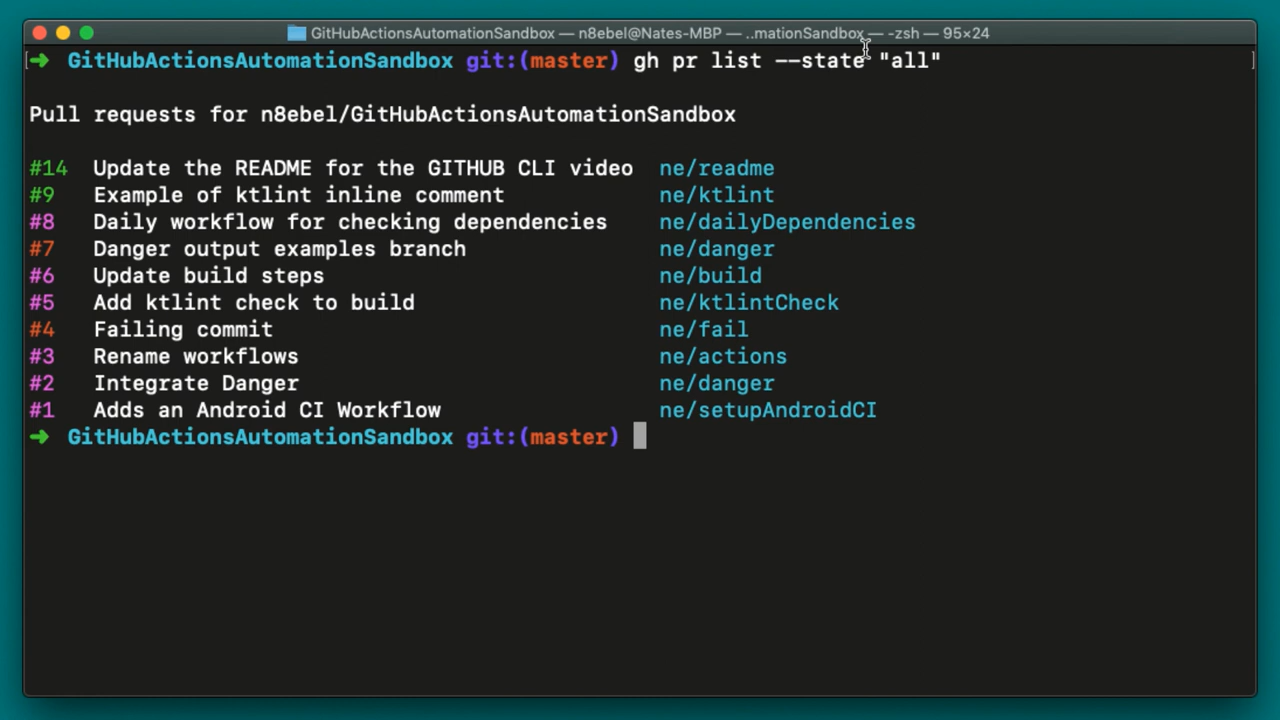 GitHubActionsAutomationSandbox — n8ebel@Nates-MBP — ..mationSandbox — -zsh — 95×24
➜ GitHubActionsAutomationSandbox git:(master) gh pr list --state "all"
Pull requests for n8ebel/GitHubActionsAutomationSandbox
#14 Update the README for the GITHUB CLI video ne/readme
#9 Example of ktlint inline comment ne/ktlint
#8 Daily workflow for checking dependencies ne/dailyDependencies
#7 Danger output examples branch ne/danger
#6 Update build steps ne/build
#5 Add ktlint check to build ne/ktlintCheck
#4 Failing commit ne/fail
#3 Rename workflows ne/actions
#2 Integrate Danger ne/danger
#1 Adds an Android CI Workflow ne/setupAndroidCI
➜ GitHubActionsAutomationSandbox git:(master)